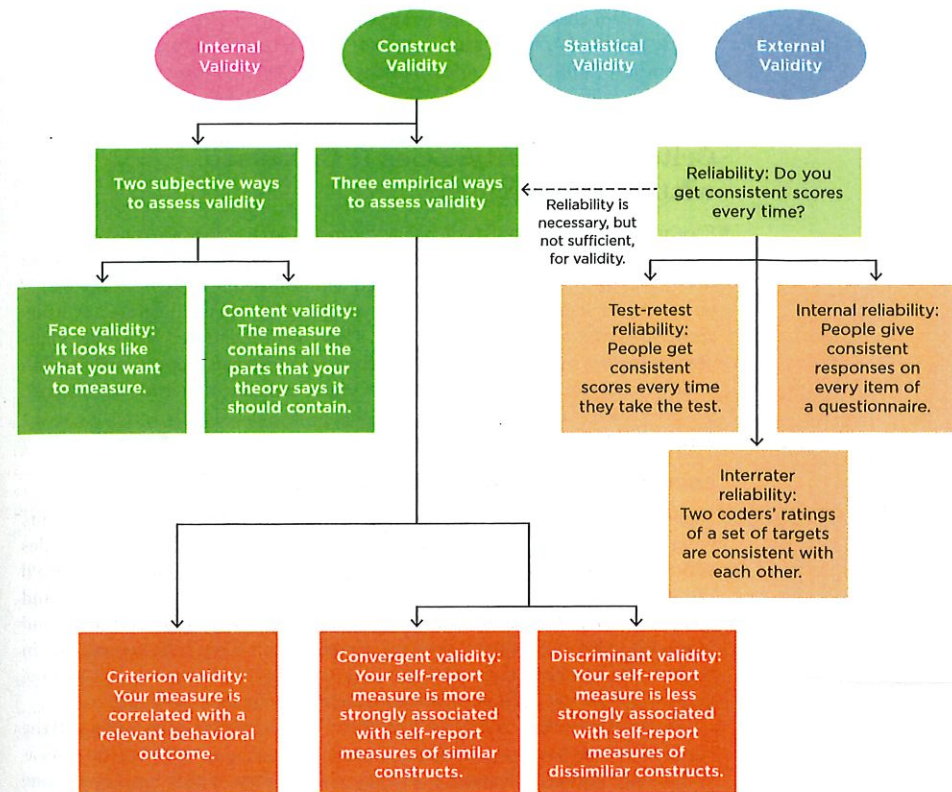 Internal
Validity
Construct
Validity
Statistical
Validity
External
Validity
Two subjective ways
to assess validity
Three empirical ways
to assess validity
Reliability is
necessary, but
not sufficient,
for validity.
Reliability: Do you
get consistent scores
every time?
Face validity:
It looks like
what you want
to measure.
Content validity:
The measure
contains all the
parts that your
theory says it
should contain.
Test-retest
reliability:
People get
consistent
scores every time
they take the test.
Internal reliability:
People give
consistent
responses on
every item of
a questionnaire.
Interrater
reliability:
Two coders' ratings
of a set of targets
are consistent with
each other.
Criterion validity:
Your measure is
correlated with a
relevant behavioral
outcome.
Convergent validity:
Your self-report
measure is more
strongly associated
with self-report
measures of similar
constructs.
Discriminant validity:
Your self-report
measure is less
strongly associated
with self-report
measures of
dissimiliar constructs.